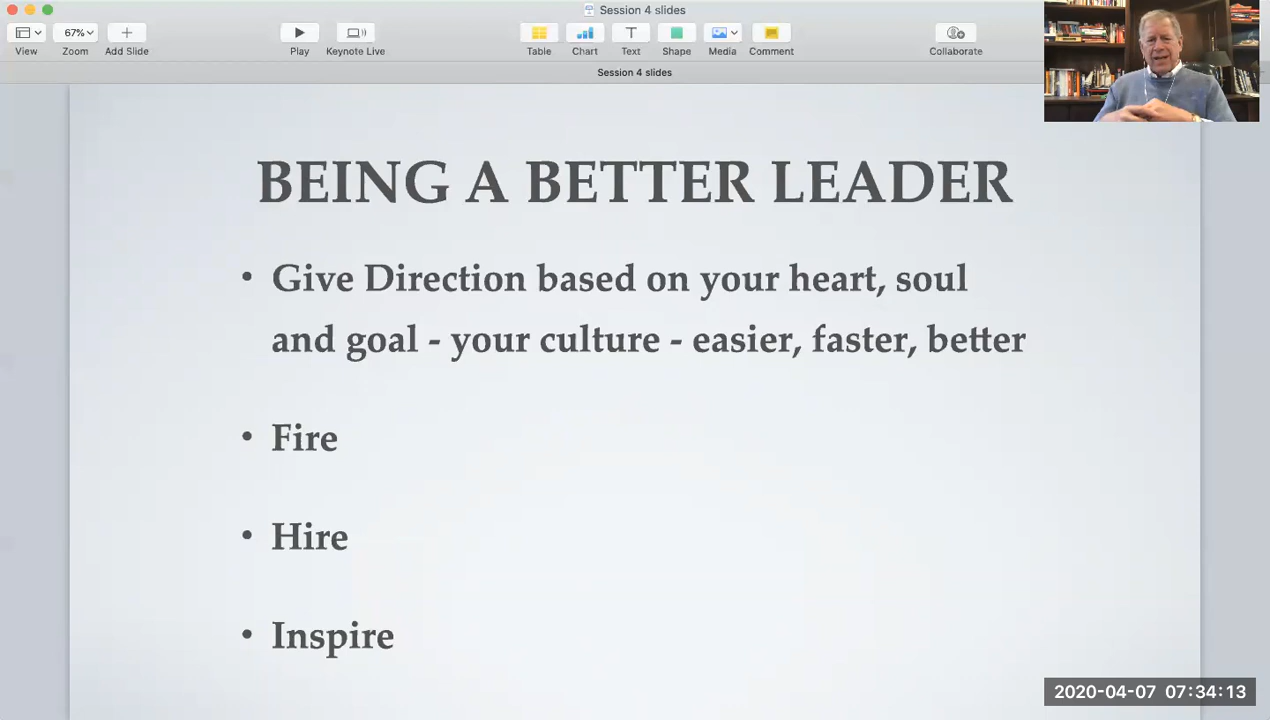 Session 4 slides
67%
View
Zoom
Add Slide
Play
Keynote Live
Table
Chart
Text
Shape
Media
Comment
Collaborate
Session 4 slides
BEING A BETTER LEADER
• Give Direction based on your heart, soul
and goal - your culture - easier, faster, better
• Fire
• Hire
• Inspire
2020-04-07 07:34:13